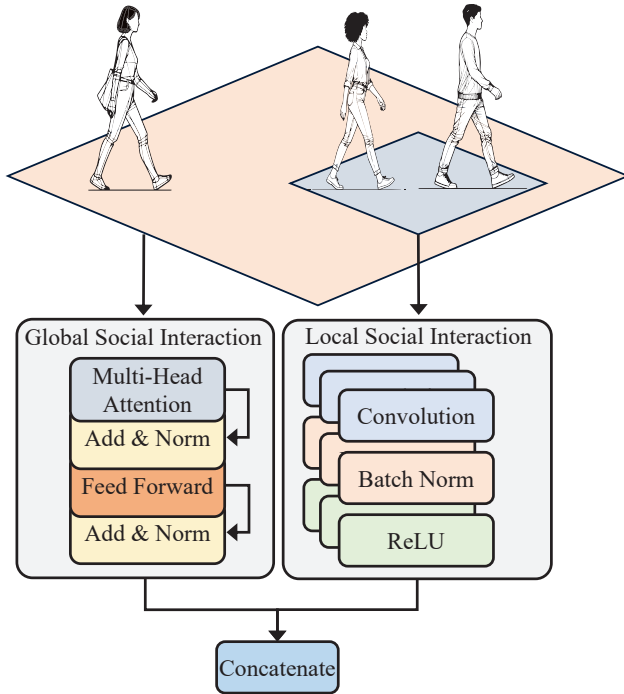 Global Social Interaction
Multi-Head
Attention
Add & Norm
Feed Forward
Add & Norm
Local Social Interaction
Convolution
Batch Norm
ReLU
Concatenate